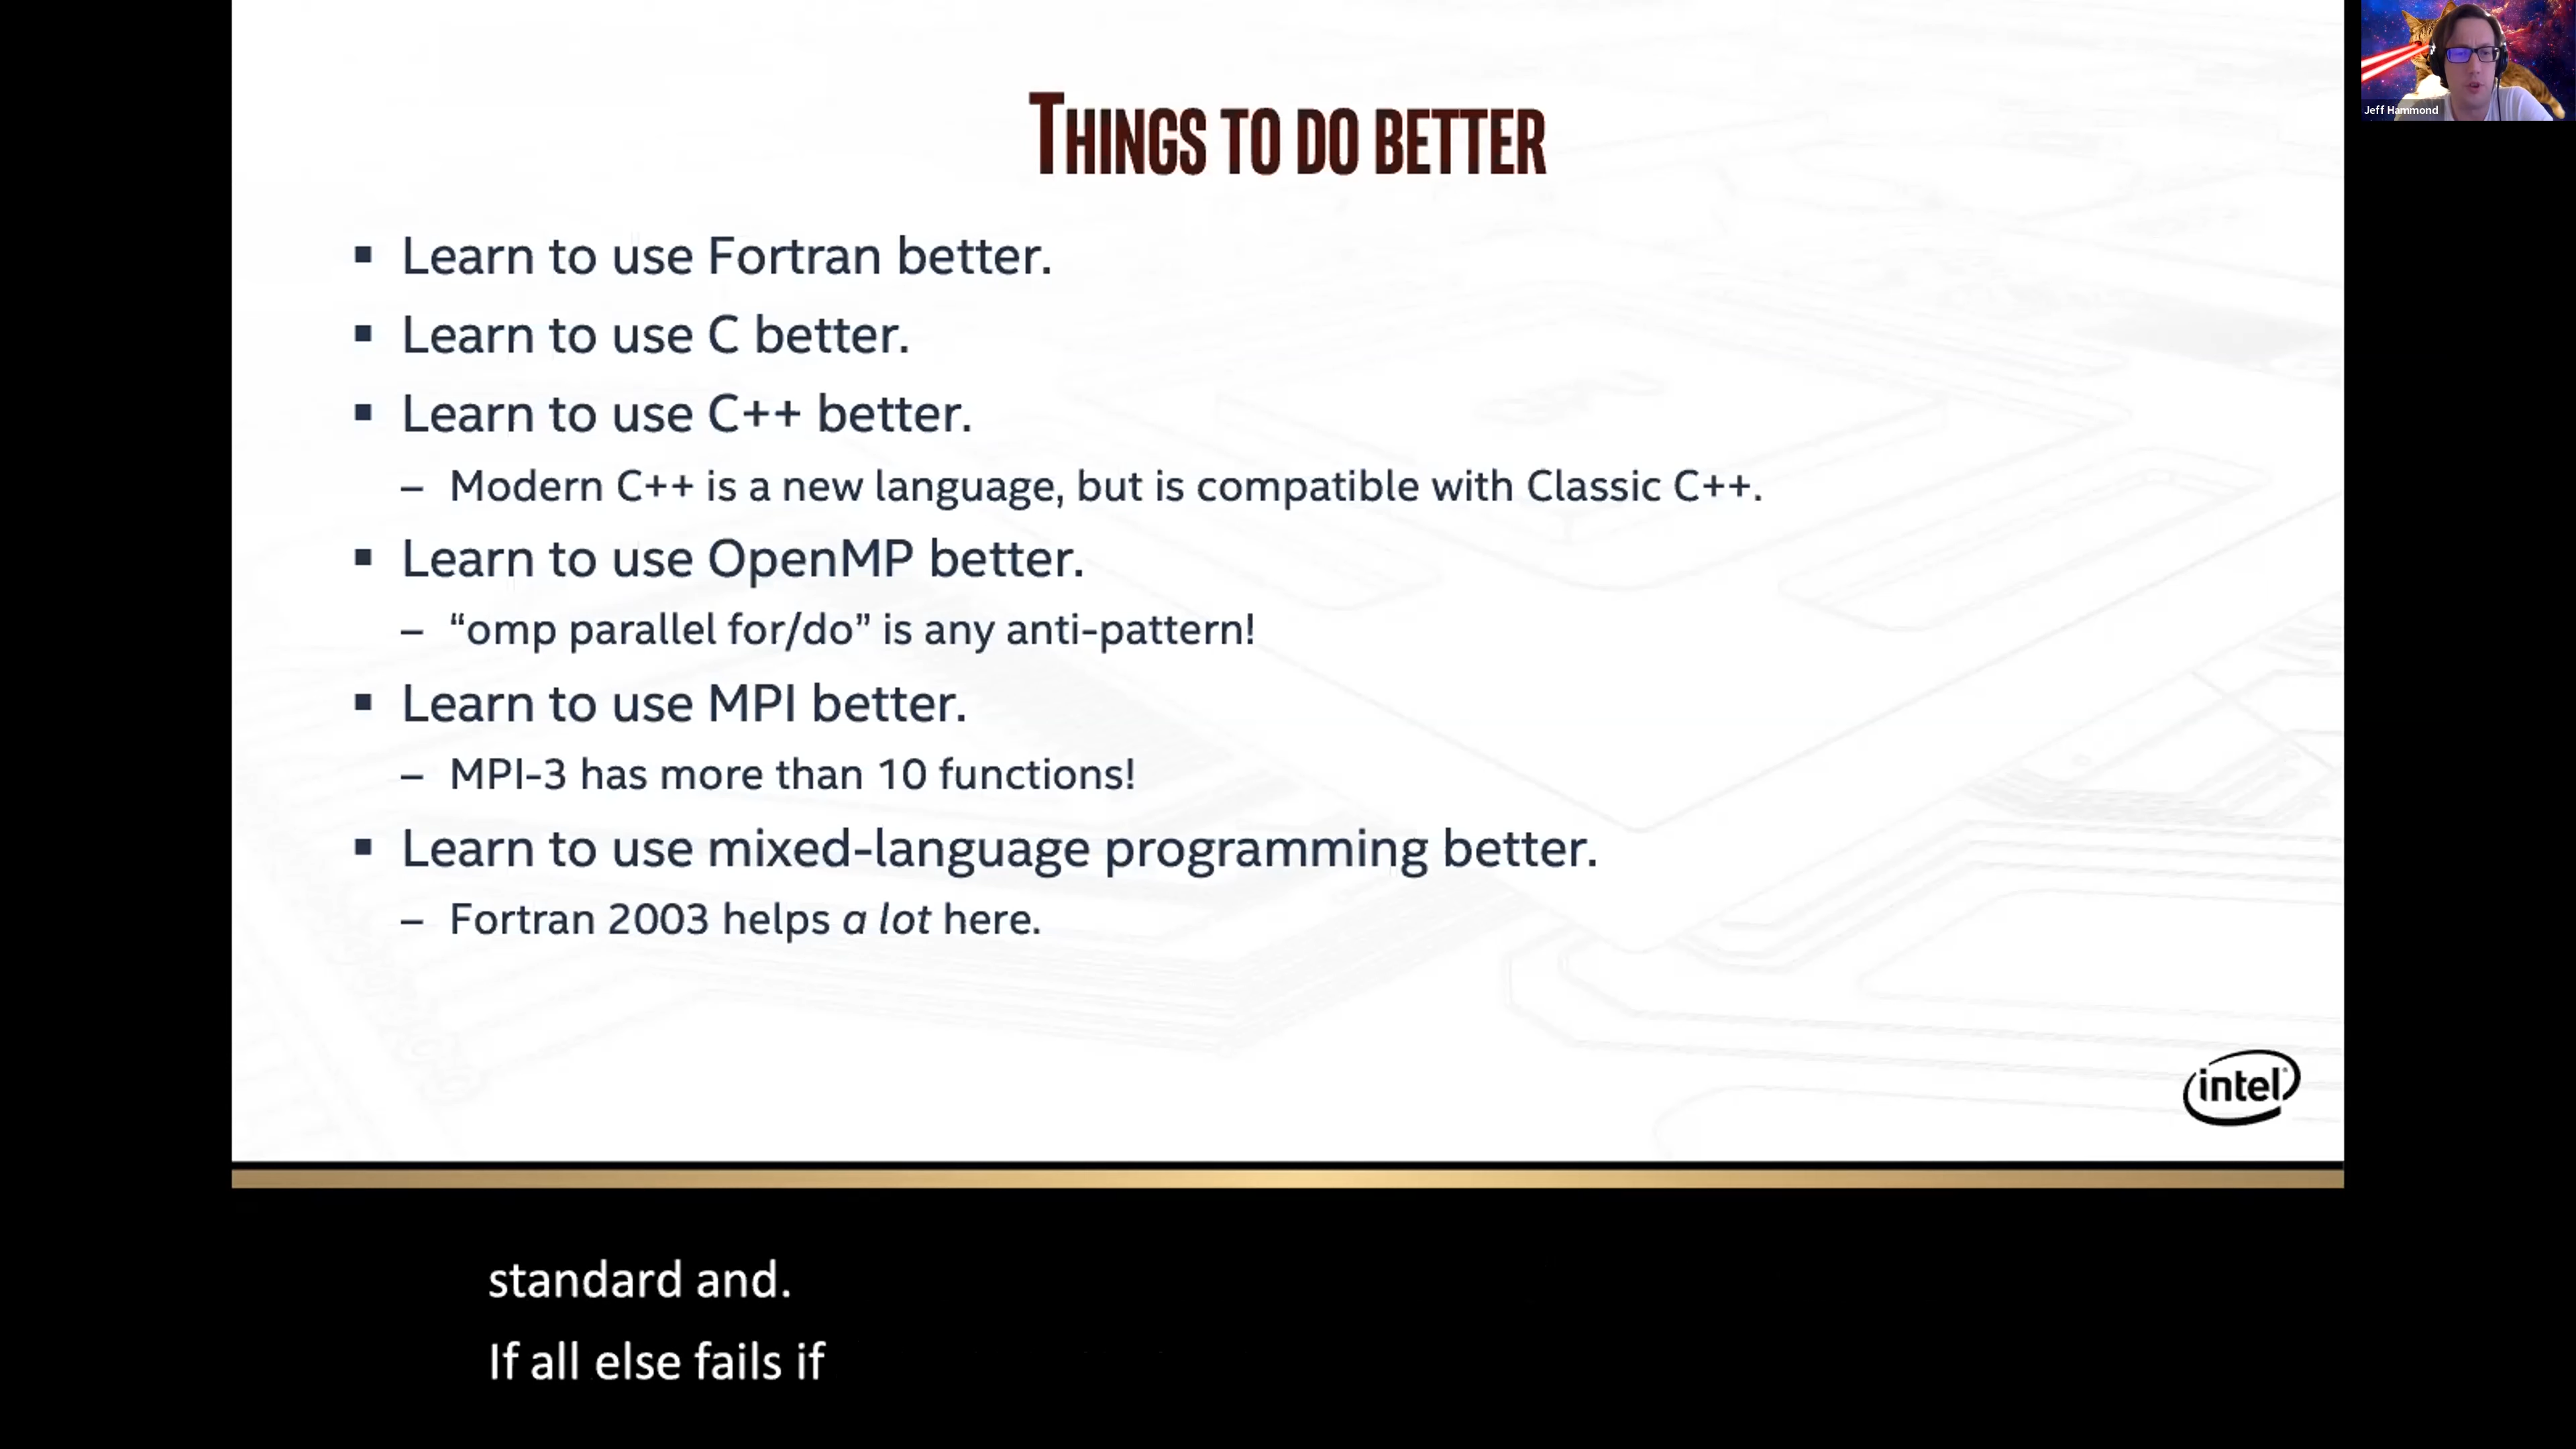 Jeff Hammond
THINGS TO DO BETTER
▪ Learn to use Fortran better.
▪ Learn to use C better.
▪ Learn to use C++ better.
– Modern C++ is a new language, but is compatible with Classic C++.
▪ Learn to use OpenMP better.
– “omp parallel for/do” is any anti-pattern!
▪ Learn to use MPI better.
– MPI-3 has more than 10 functions!
▪ Learn to use mixed-language programming better.
– Fortran 2003 helps a lot here.
intel
standard and.
If all else fails if